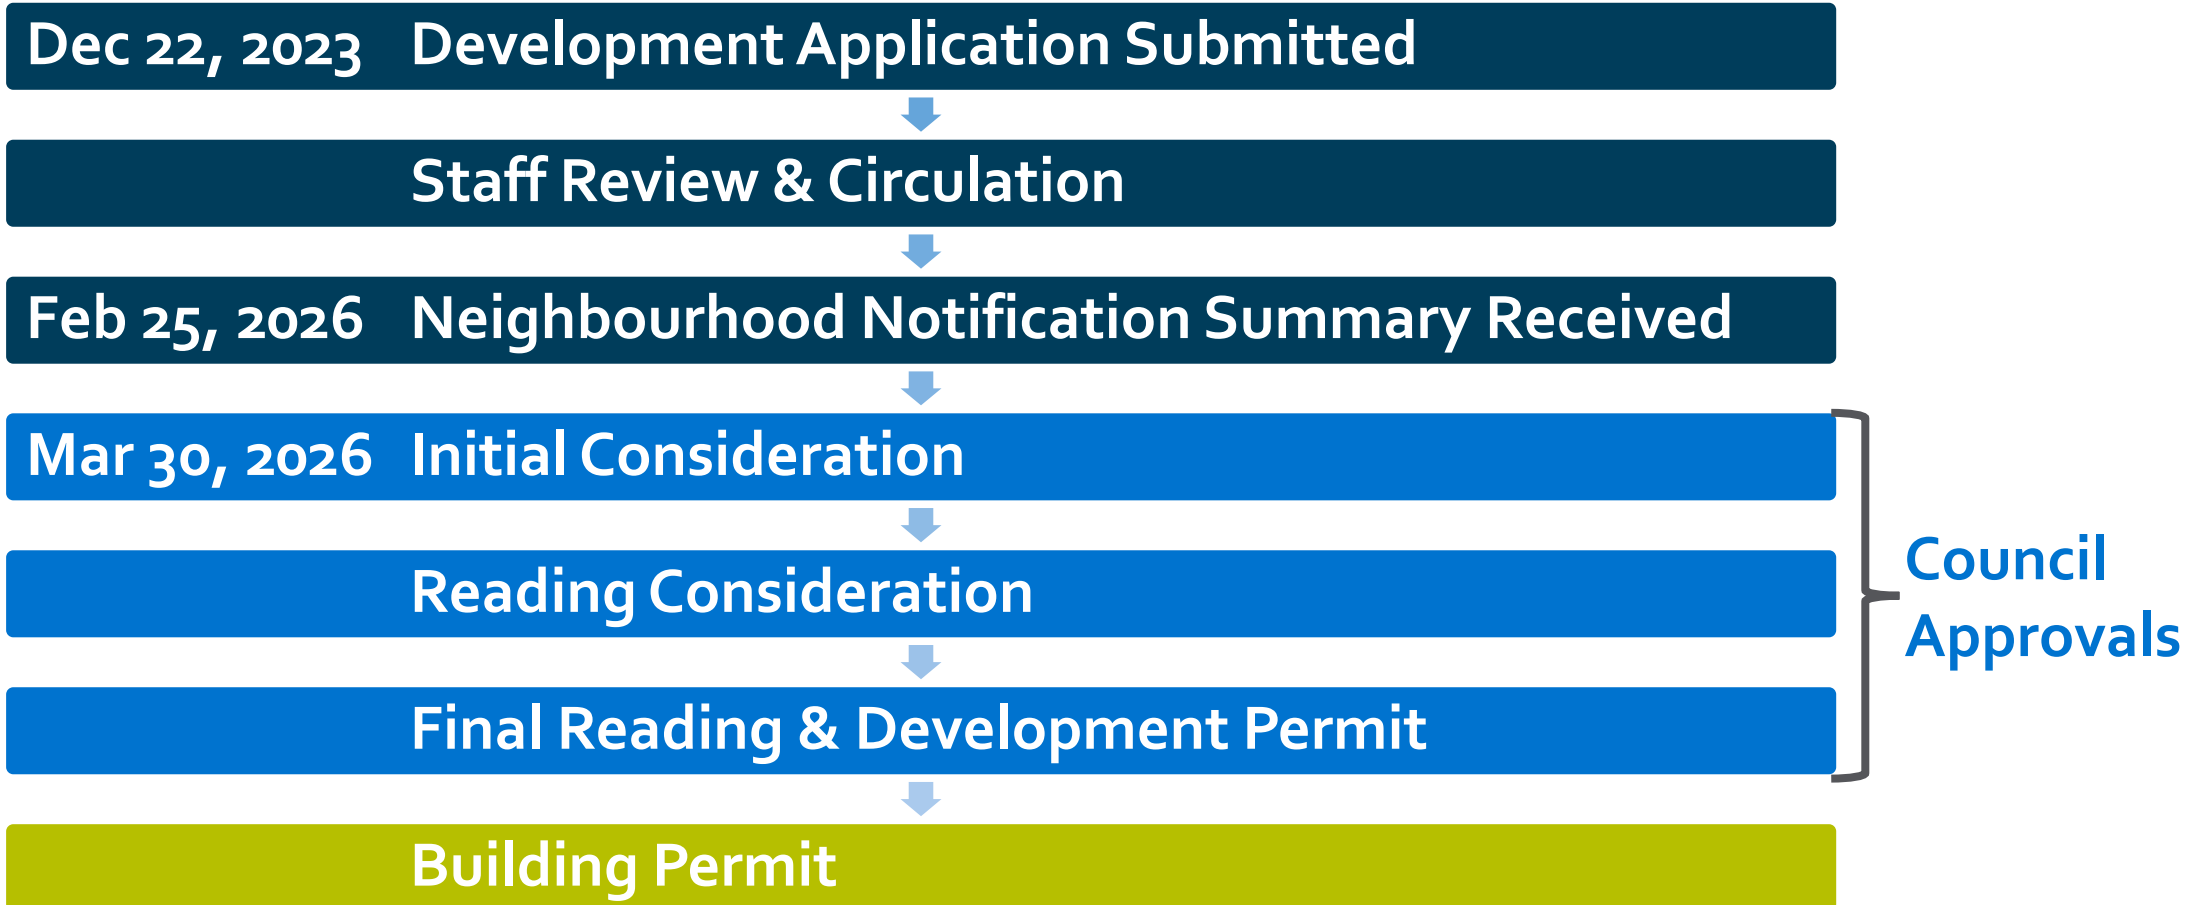 Dec 22, 2023 Development Application Submitted
Staff Review & Circulation
Feb 25, 2026 Neighbourhood Notification Summary Received
Mar 30, 2026 Initial Consideration
Reading Consideration
Final Reading & Development Permit
Building Permit
Council
Approvals